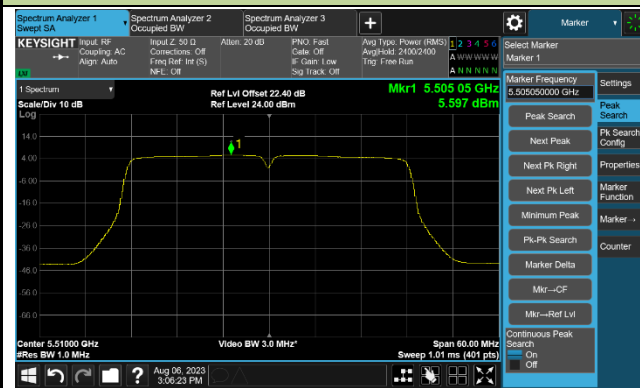 Spectrum Analyzer 1
Swept SA
Spectrum Analyzer 2
Occupied BW
Spectrum Analyzer 3
Occupied BW
Marker
KEYSIGHT
Input: RF
Coupling: AC
Align: Auto
Input Z: 50 Ω
Corrections: Off
Freq Ref: Int (S)
NFE: Off
Atten: 20 dB
PNO: Fast
Gate: Off
IF Gain: Low
Sig Track: Off
Avg Type: Power (RMS)
Avg|Hold: 2400/2400
Trig: Free Run
1 2 3 4 5 6
A W W W W W
A N N N N N
LXI
Select Marker
Marker 1
1 Spectrum
Scale/Div 10 dB
Log
Ref Lvl Offset 22.40 dB
Ref Level 24.00 dBm
Mkr1 5.505 05 GHz
5.597 dBm
14.0
4.00
-6.00
-16.0
-26.0
-36.0
-46.0
-56.0
-66.0
1
Center 5.51000 GHz
#Res BW 1.0 MHz
Video BW 3.0 MHz*
Span 60.00 MHz
Sweep 1.01 ms (401 pts)
Marker Frequency
5.505050000 GHz
Peak Search
Next Peak
Next Pk Right
Next Pk Left
Minimum Peak
Pk-Pk Search
Marker Delta
Mkr→CF
Mkr→Ref Lvl
Continuous Peak
Search
On
Off
Settings
Peak
Search
Pk Search
Config
Properties
Marker
Function
Marker→
Counter
?
Aug 06, 2023
3:06:23 PM